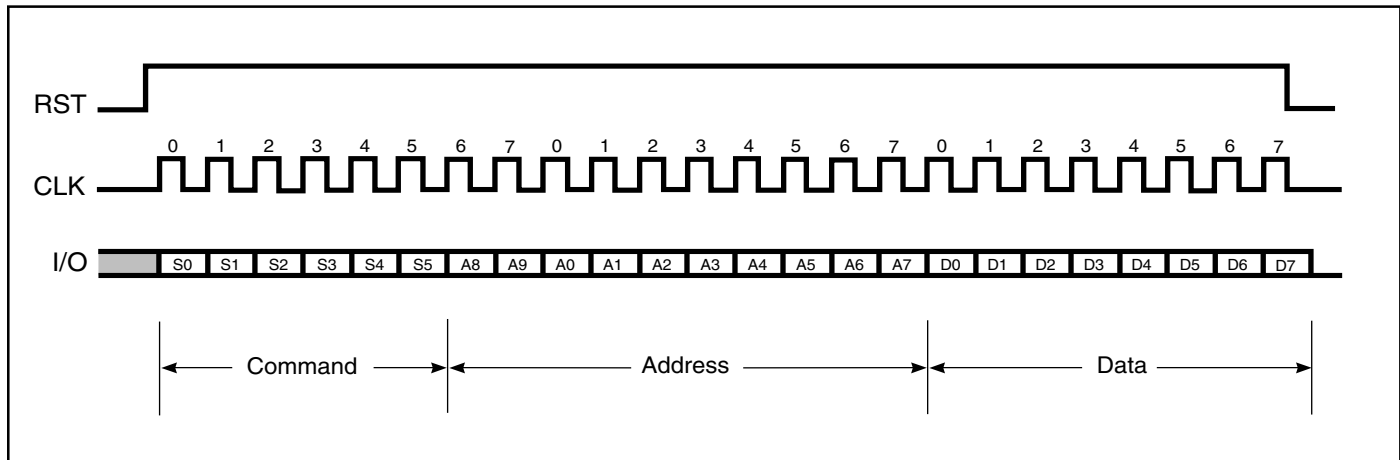 RST
0 1 2 3 4 5 6 7 0 1 2 3 4 5 6 7 0 1 2 3 4 5 6 7
CLK
I/O S0 S1 S2 S3 S4 S5 A8 A9 A0 A1 A2 A3 A4 A5 A6 A7 D0 D1 D2 D3 D4 D5 D6 D7
Command Address Data